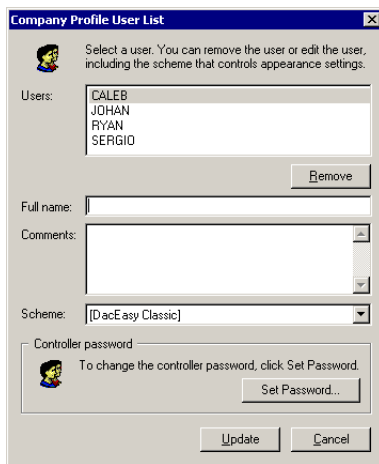 Company Profile User List
Select a user. You can remove the user or edit the user,
including the scheme that controls appearance settings.
Users:
CALEB
JOHAN
RYAN
SERGIO
Remove
Full name:
Comments:
Scheme:
[DacEasy Classic]
Controller password
To change the controller password, click Set Password.
Set Password...
Update
Cancel